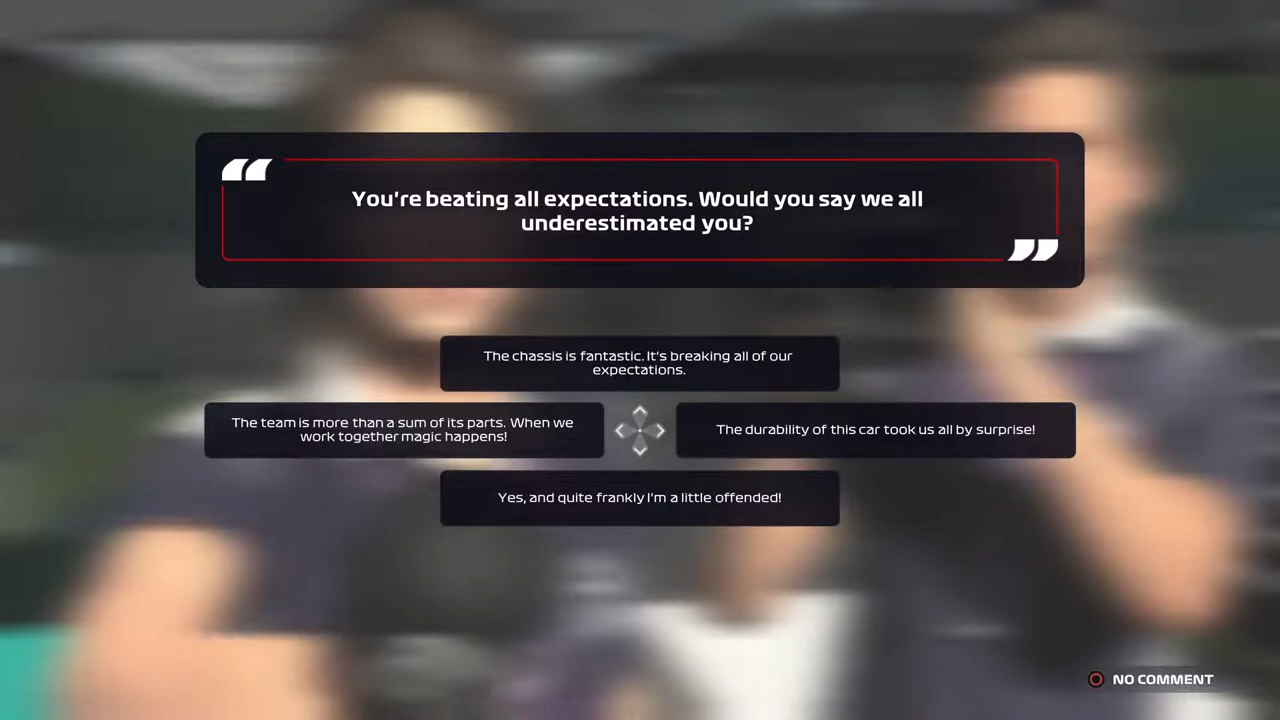 You're beating all expectations. Would you say we all
underestimated you?
The chassis is fantastic. It's breaking all of our
expectations.
The team is more than a sum of its parts. When we
work together magic happens!
The durability of this car took us all by surprise!
Yes, and quite frankly I'm a little offended!
NO COMMENT